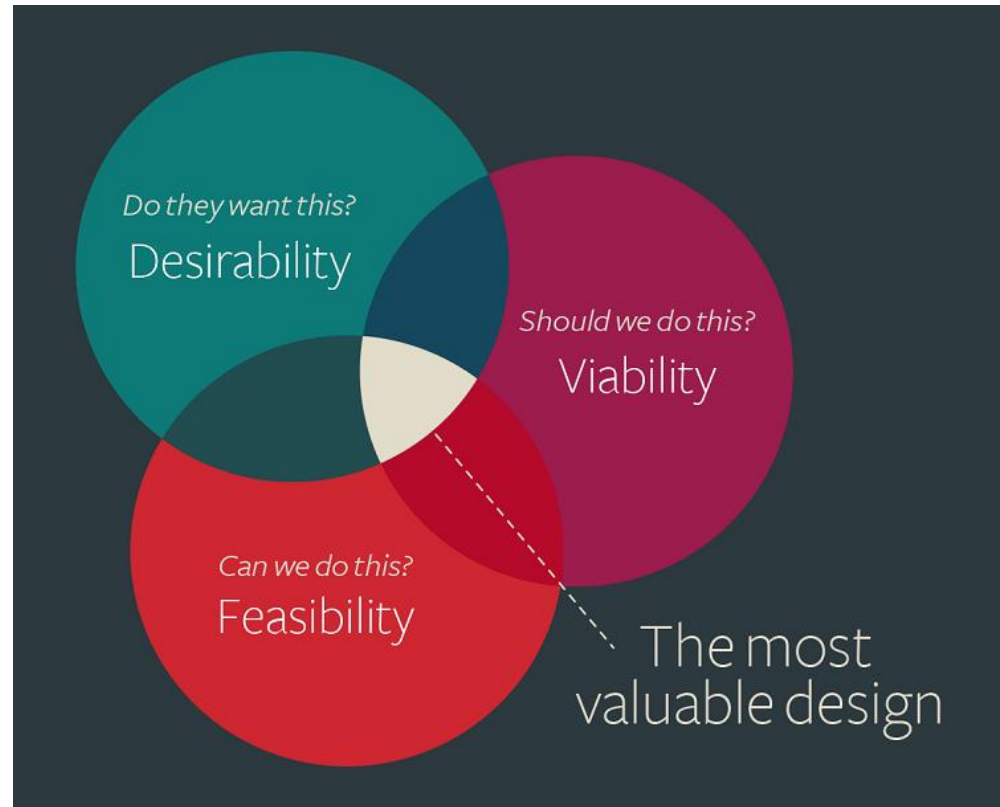 Do they want this?
Desirability
Should we do this?
Viability
Can we do this?
Feasibility
The most
valuable design